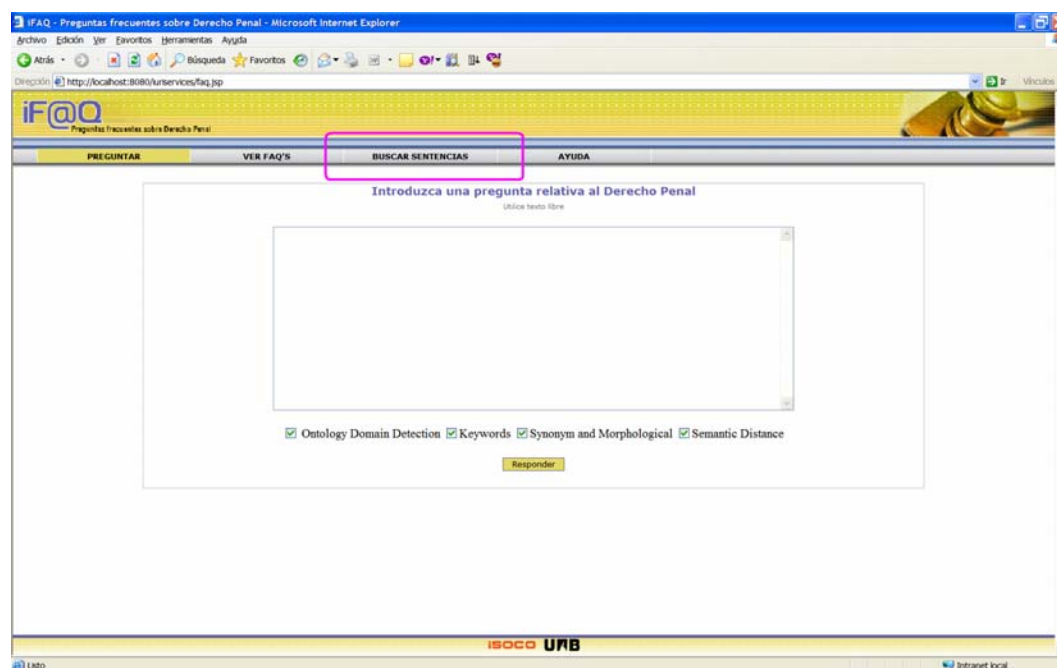 iFAQ - Preguntas frecuentes sobre Derecho Penal - Microsoft Internet Explorer
Archivo Edición Ver Favoritos Herramientas Ayuda
Atrás Búsqueda Favoritos
Dirección http://localhost:8080/iurservices/faq.jsp Ir Vínculos
iF@Q
Preguntas frecuentes sobre Derecho Penal
PREGUNTAR VER FAQ'S BUSCAR SENTENCIAS AYUDA
Introduzca una pregunta relativa al Derecho Penal
Utilice texto libre
Ontology Domain Detection Keywords Synonym and Morphological Semantic Distance
Responder
isoco UAB
Listo Intranet local